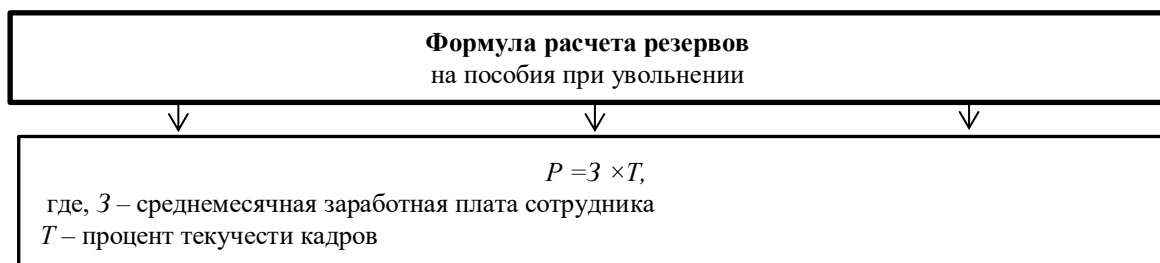 Формула расчета резервов
на пособия при увольнении
Р =З ×Т,
где, З – среднемесячная заработная плата сотрудника
Т – процент текучести кадров